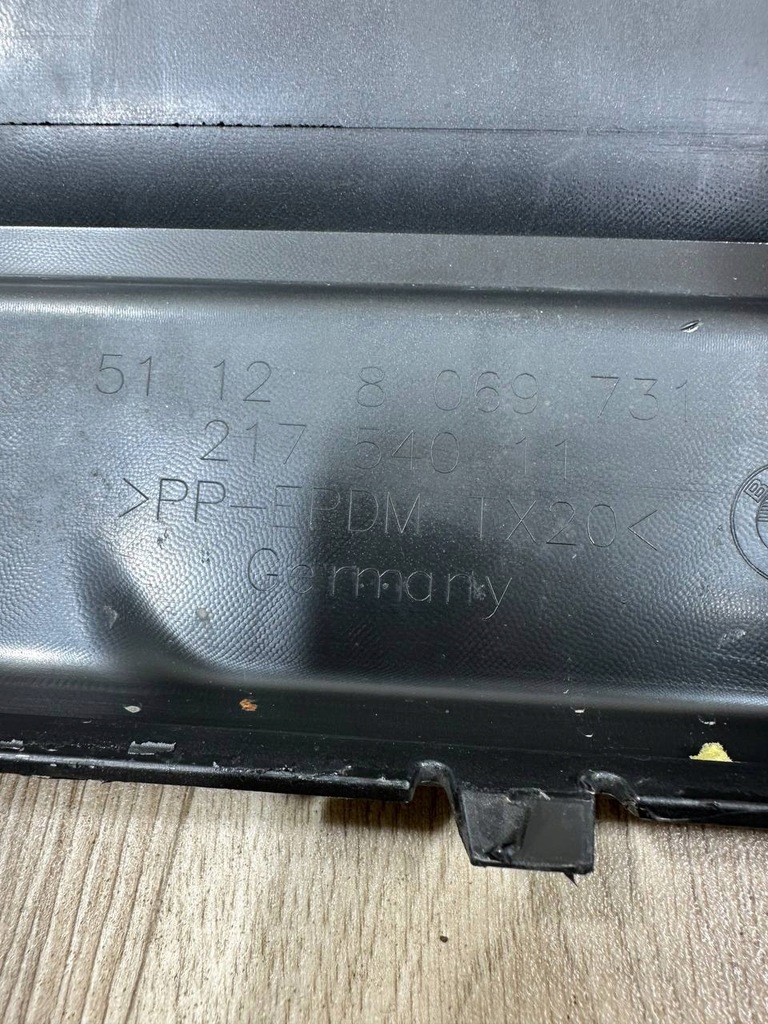 51 12 8 069 731
217 540 11
>PP-EPDM TX20<
Germany
B